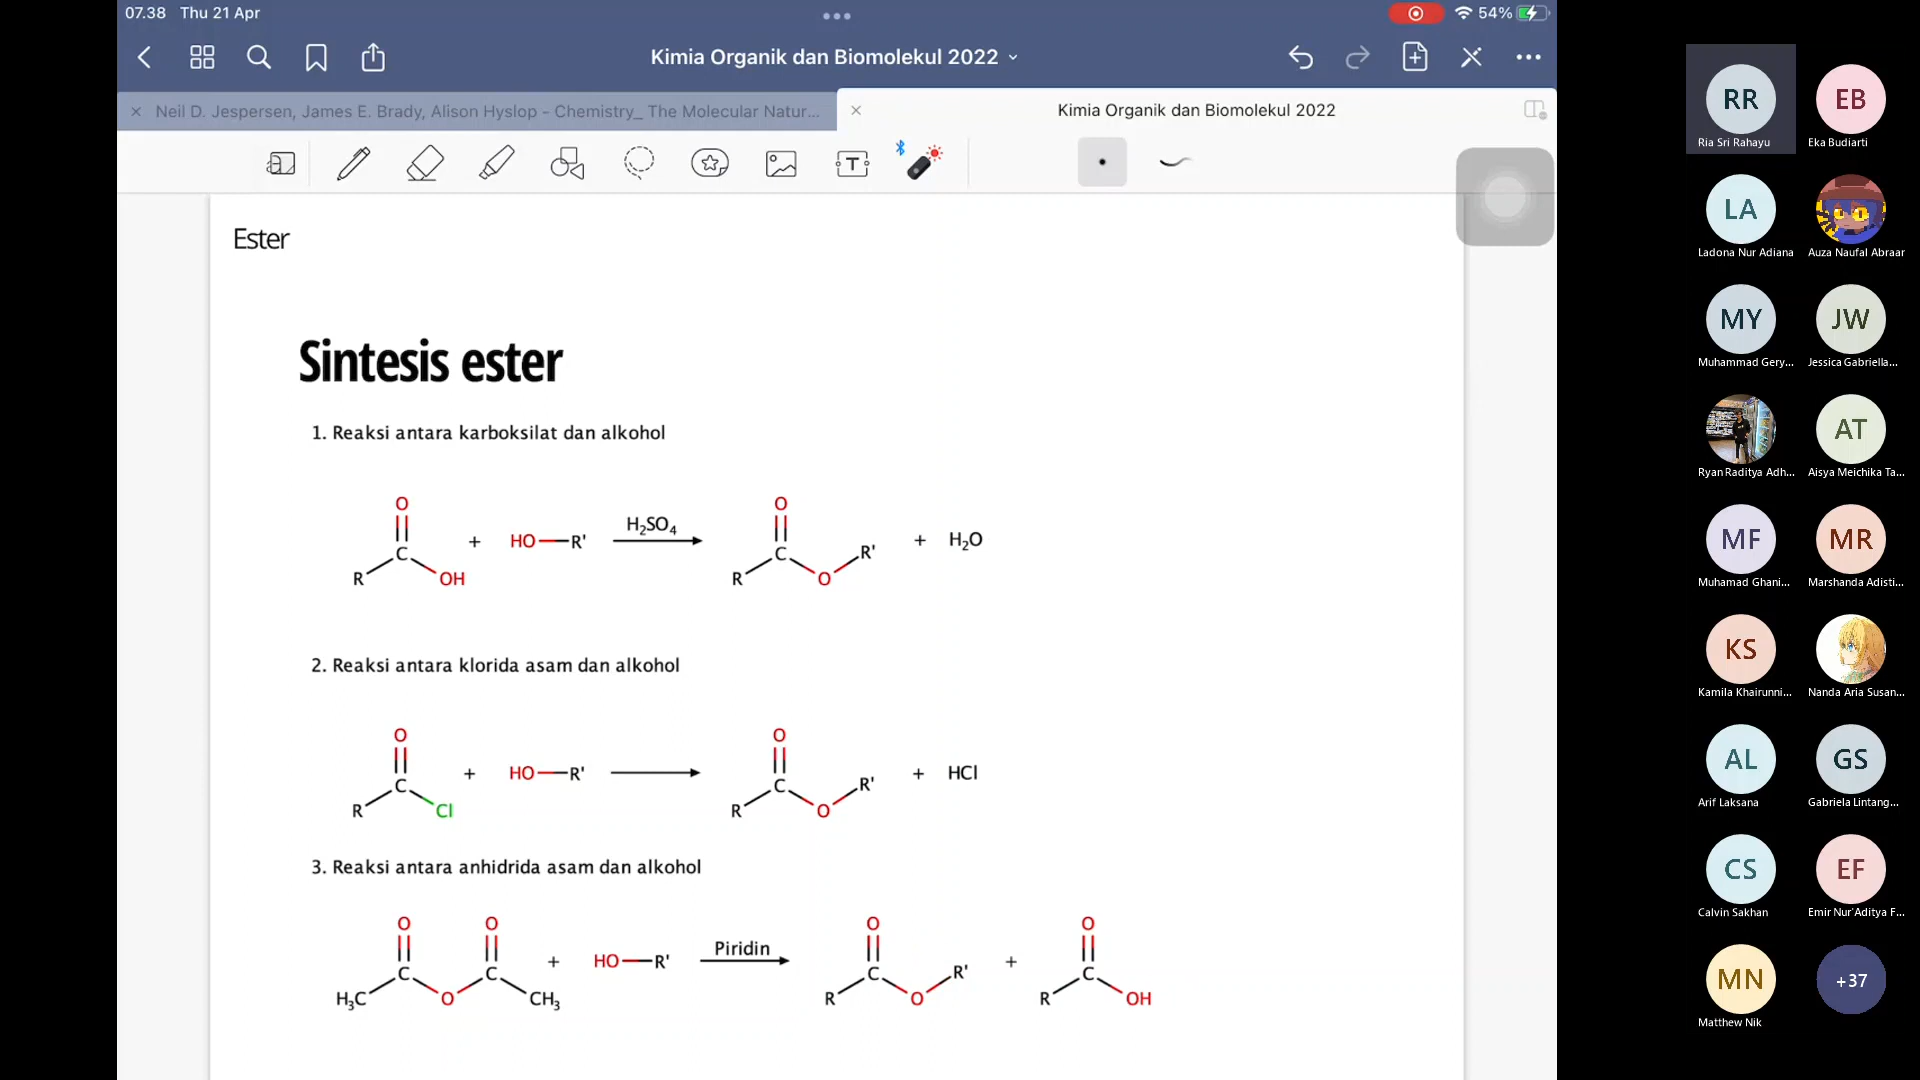 07.38 Thu 21 Apr
54%
Kimia Organik dan Biomolekul 2022
Neil D. Jespersen, James E. Brady, Alison Hyslop - Chemistry_ The Molecular Natur...
Kimia Organik dan Biomolekul 2022
T
Ester
Sintesis ester
1. Reaksi antara karboksilat dan alkohol
O O
H₂SO₄
C + HO R' C R' + H₂O
R OH R O
2. Reaksi antara klorida asam dan alkohol
O O
C + HO R' C R' + HCl
R Cl R O
3. Reaksi antara anhidrida asam dan alkohol
O O O O
Piridin
C C + HO R' C R' + C
H₃C O CH₃ R O R OH
RR EB
Ria Sri Rahayu Eka Budiarti
LA
Ladona Nur Adiana Auza Naufal Abraar
MY JW
Muhammad Gery... Jessica Gabriella...
AT
Ryan Raditya Adh... Aisya Meichika Ta...
MF MR
Muhamad Ghani... Marshanda Adisti...
KS
Kamila Khairunni... Nanda Aria Susan...
AL GS
Arif Laksana Gabriela Lintang...
CS EF
Calvin Sakhan Emir Nur'Aditya F...
MN +37
Matthew Nik